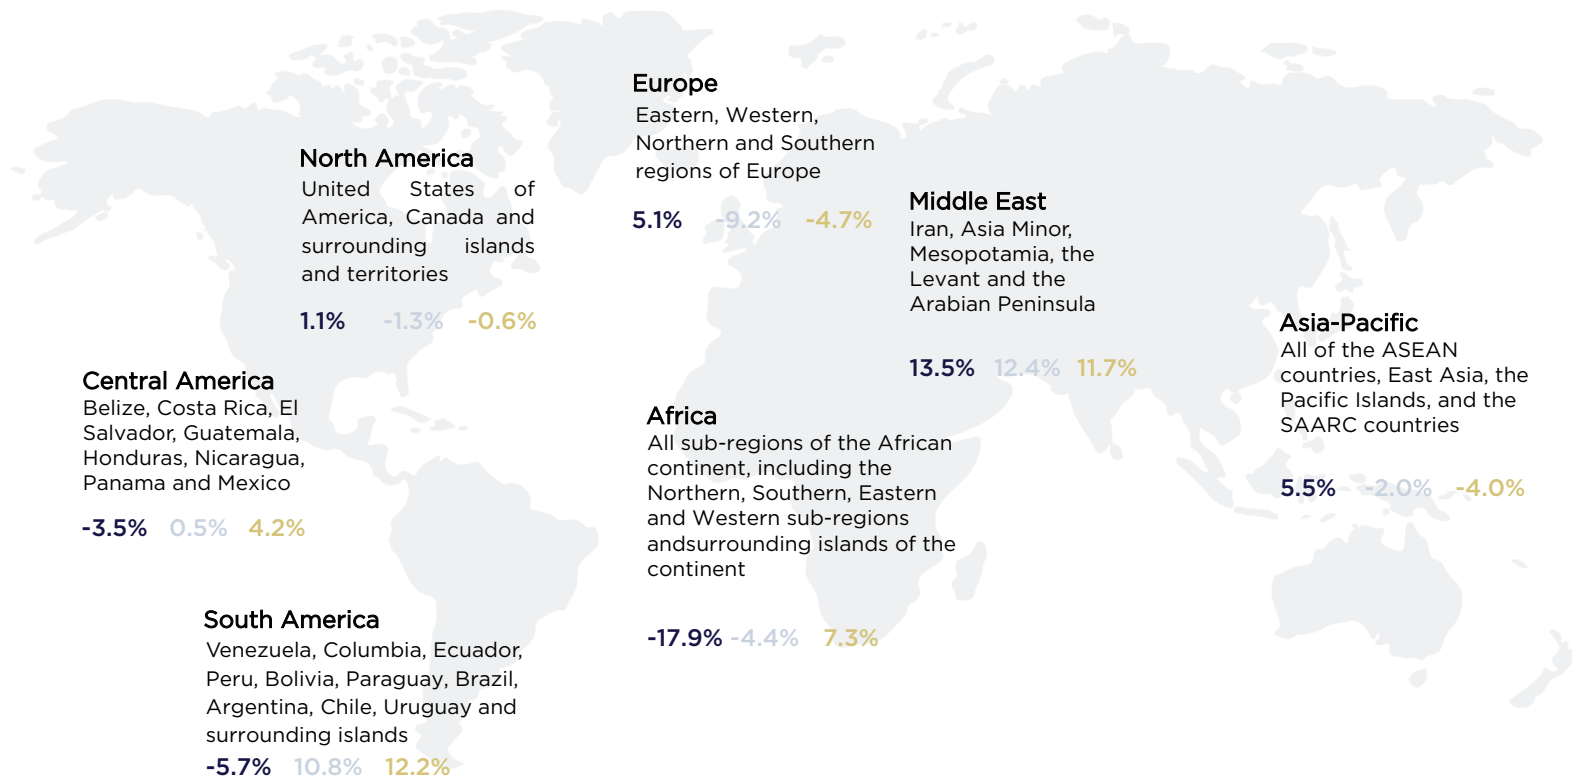 Europe
Eastern, Western,
Northern and Southern
regions of Europe
5.1% -9.2% -4.7%
North America
United States of
America, Canada and
surrounding islands
and territories
1.1% -1.3% -0.6%
Middle East
Iran, Asia Minor,
Mesopotamia, the
Levant and the
Arabian Peninsula
13.5% 12.4% 11.7%
Asia-Pacific
All of the ASEAN
countries, East Asia, the
Pacific Islands, and the
SAARC countries
5.5% -2.0% -4.0%
Central America
Belize, Costa Rica, El
Salvador, Guatemala,
Honduras, Nicaragua,
Panama and Mexico
-3.5% 0.5% 4.2%
Africa
All sub-regions of the African
continent, including the
Northern, Southern, Eastern
and Western sub-regions
andsurrounding islands of the
continent
-17.9% -4.4% 7.3%
South America
Venezuela, Columbia, Ecuador,
Peru, Bolivia, Paraguay, Brazil,
Argentina, Chile, Uruguay and
surrounding islands
-5.7% 10.8% 12.2%